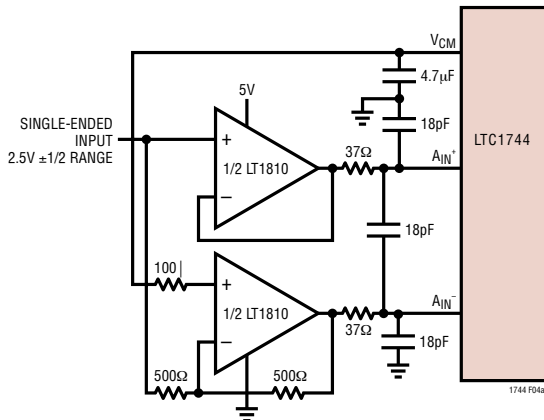 V_CM
4.7µF
5V
SINGLE-ENDED
INPUT
2.5V ±1/2 RANGE
+
1/2 LT1810
–
18pF
LTC1744
37Ω
A_IN+
18pF
100|
+
1/2 LT1810
–
37Ω
A_IN–
18pF
500Ω
500Ω
1744 F04a